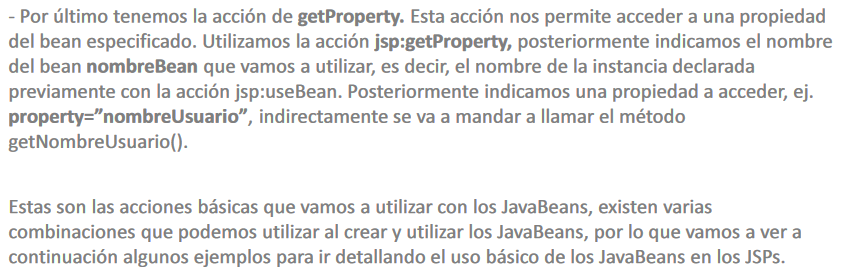 - Por último tenemos la acción de getProperty. Esta acción nos permite acceder a una propiedad
del bean especificado. Utilizamos la acción jsp:getProperty, posteriormente indicamos el nombre
del bean nombreBean que vamos a utilizar, es decir, el nombre de la instancia declarada
previamente con la acción jsp:useBean. Posteriormente indicamos una propiedad a acceder, ej.
property=”nombreUsuario”, indirectamente se va a mandar a llamar el método
getNombreUsuario().
Estas son las acciones básicas que vamos a utilizar con los JavaBeans, existen varias
combinaciones que podemos utilizar al crear y utilizar los JavaBeans, por lo que vamos a ver a
continuación algunos ejemplos para ir detallando el uso básico de los JavaBeans en los JSPs.